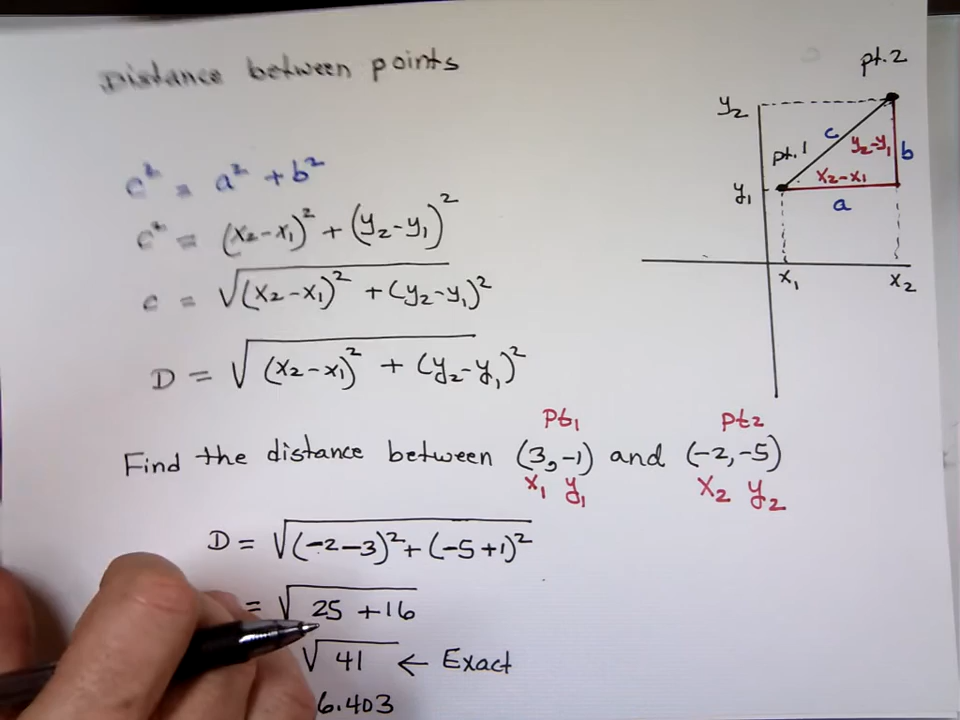 Distance between points
c² = a² + b²
c² = (x₂-x₁)² + (y₂-y₁)²
c = √(x₂-x₁)² + (y₂-y₁)²
D = √(x₂-x₁)² + (y₂-y₁)²
pt.2
y₂
c
y₂-y₁
b
pt.1
x₂-x₁
y₁
a
x₁
x₂
pt₁ pt₂
Find the distance between (3,-1) and (-2,-5)
x₁ y₁ x₂ y₂
D = √(-2-3)² + (-5+1)²
= √25 + 16
√41 ← Exact
6.403